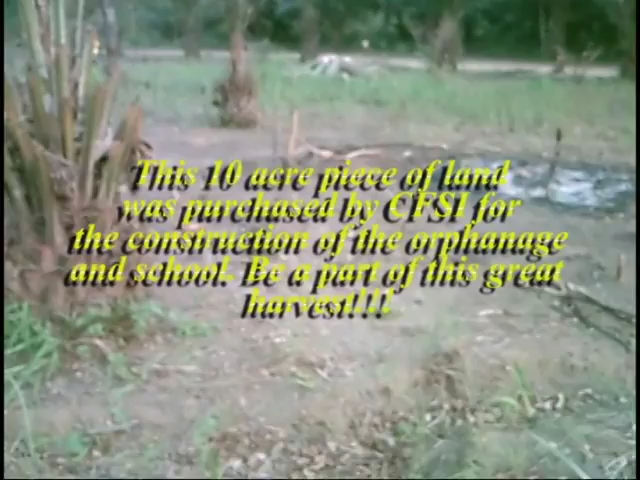 This 10 acre piece of land
was purchased by CFSI for
the construction of the orphanage
and school. Be a part of this great
harvest!!!